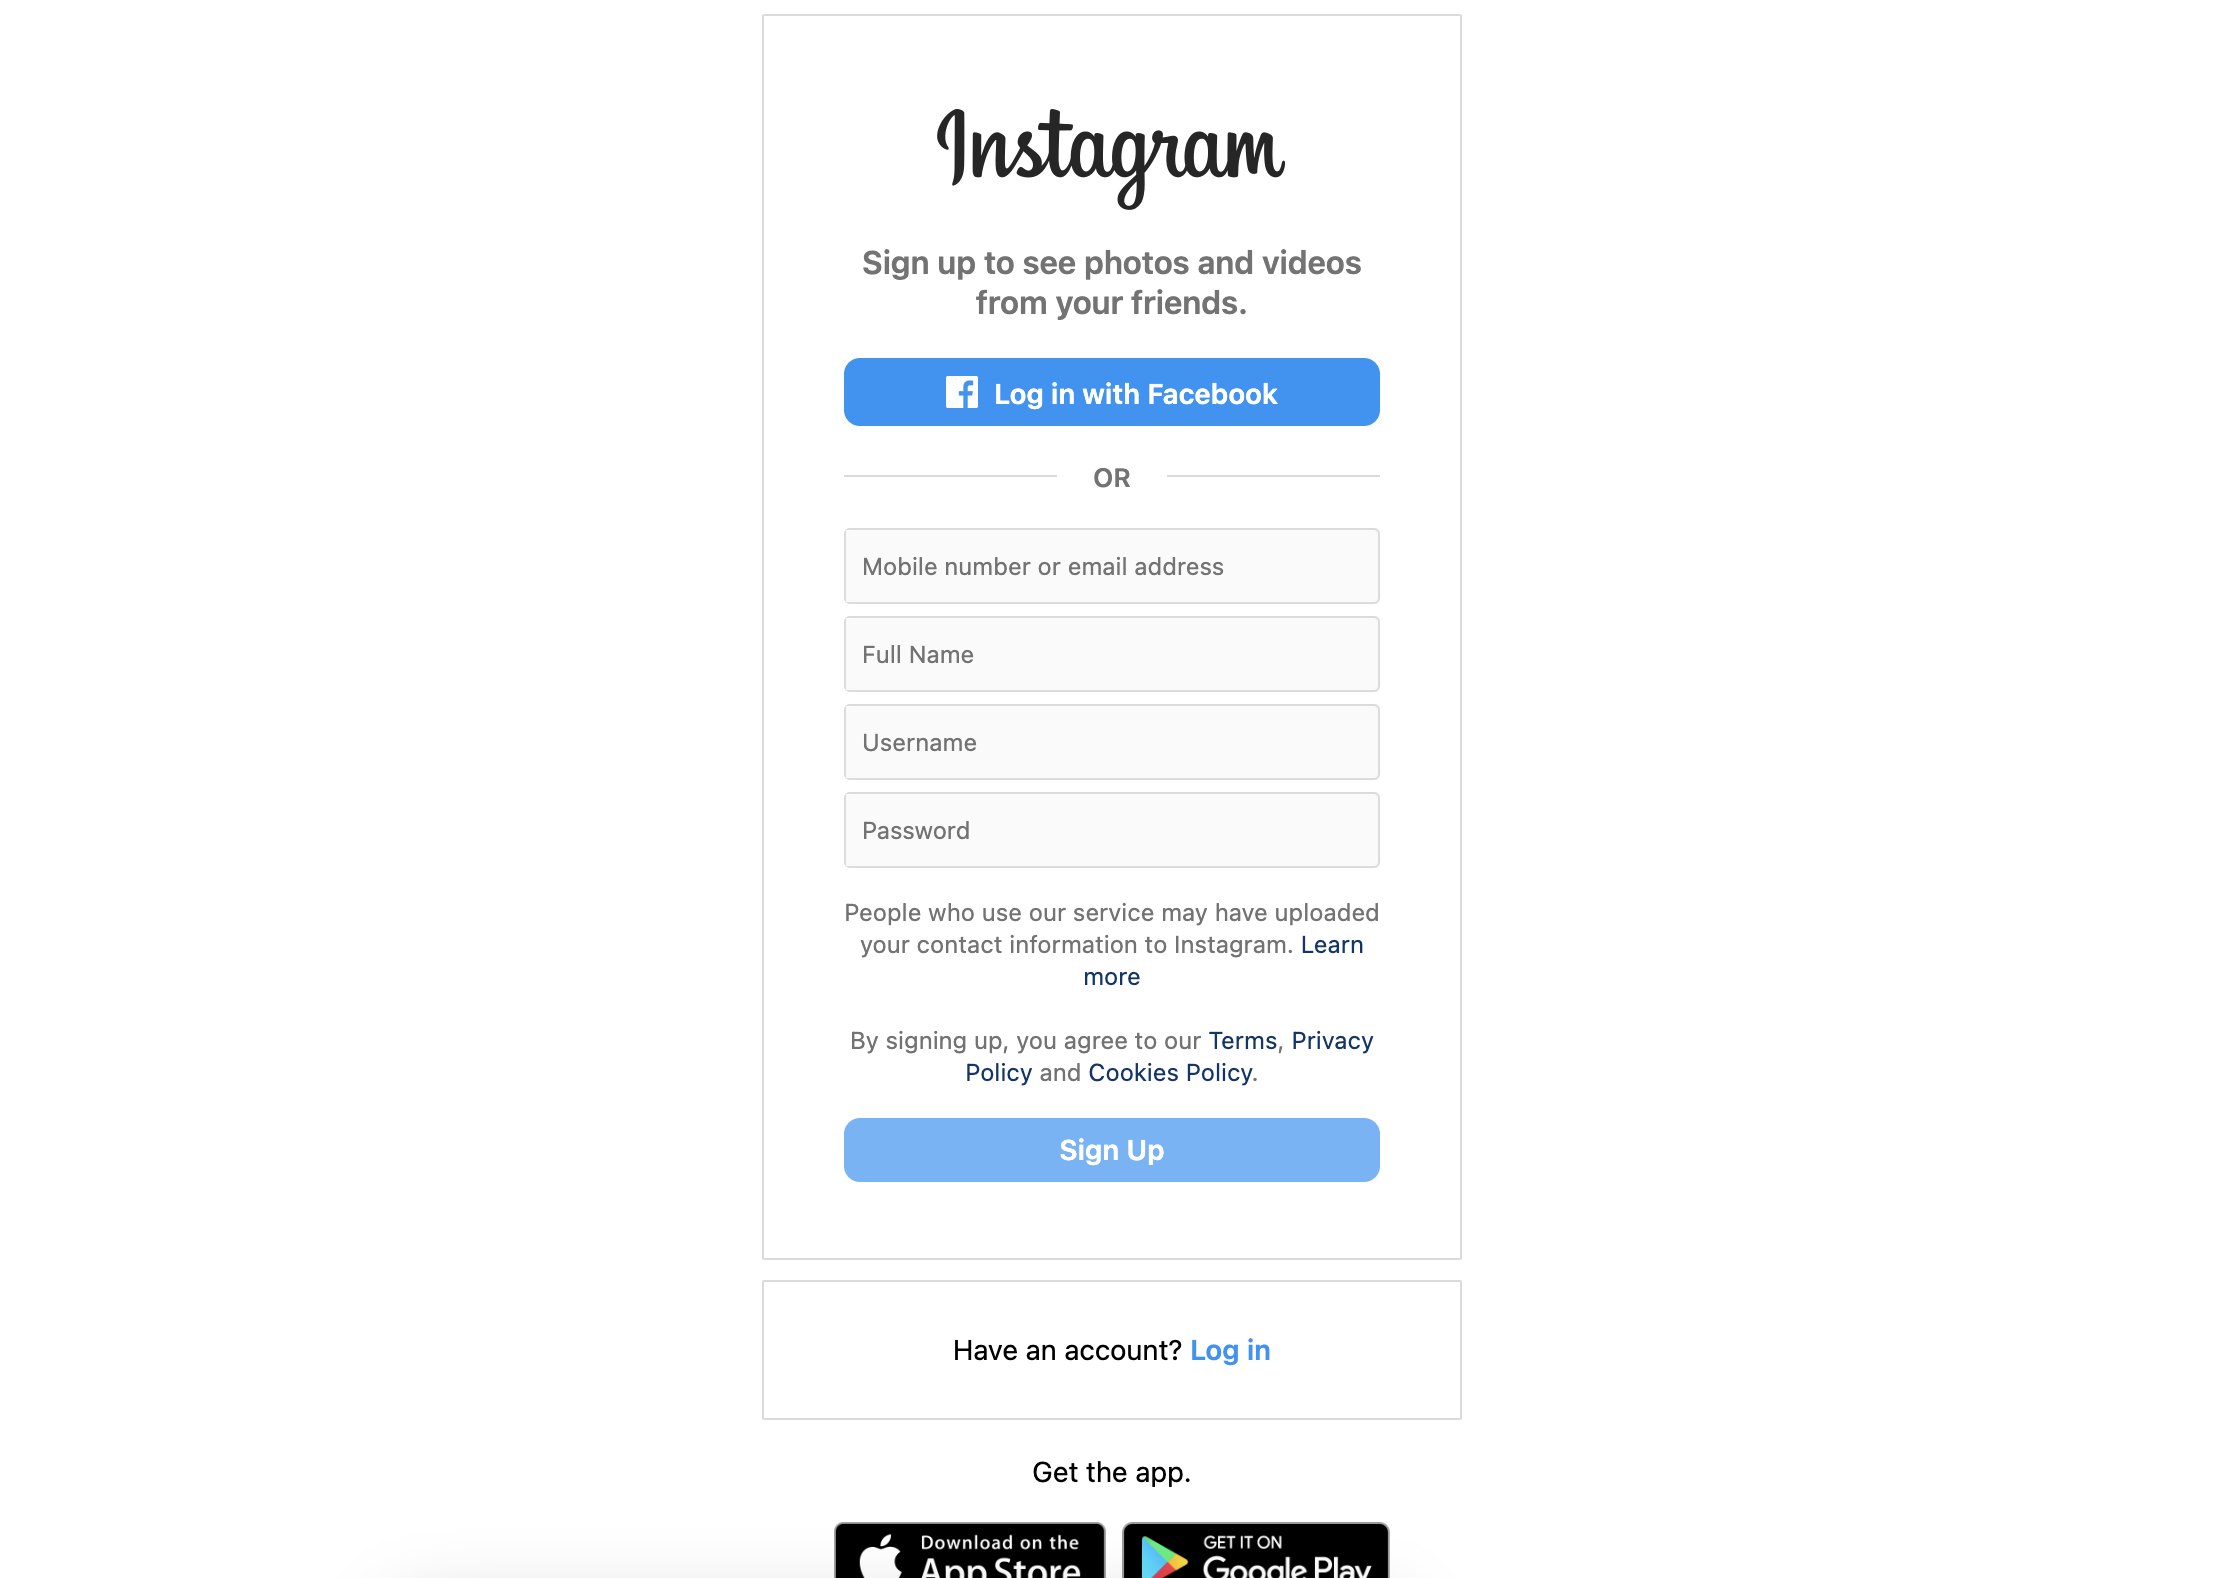 Instagram
Sign up to see photos and videos
from your friends.
Log in with Facebook
OR
Mobile number or email address
Full Name
Username
Password
People who use our service may have uploaded
your contact information to Instagram. Learn
more
By signing up, you agree to our Terms, Privacy
Policy and Cookies Policy.
Sign Up
Have an account? Log in
Get the app.
Download on the
App Store
GET IT ON
Google Play